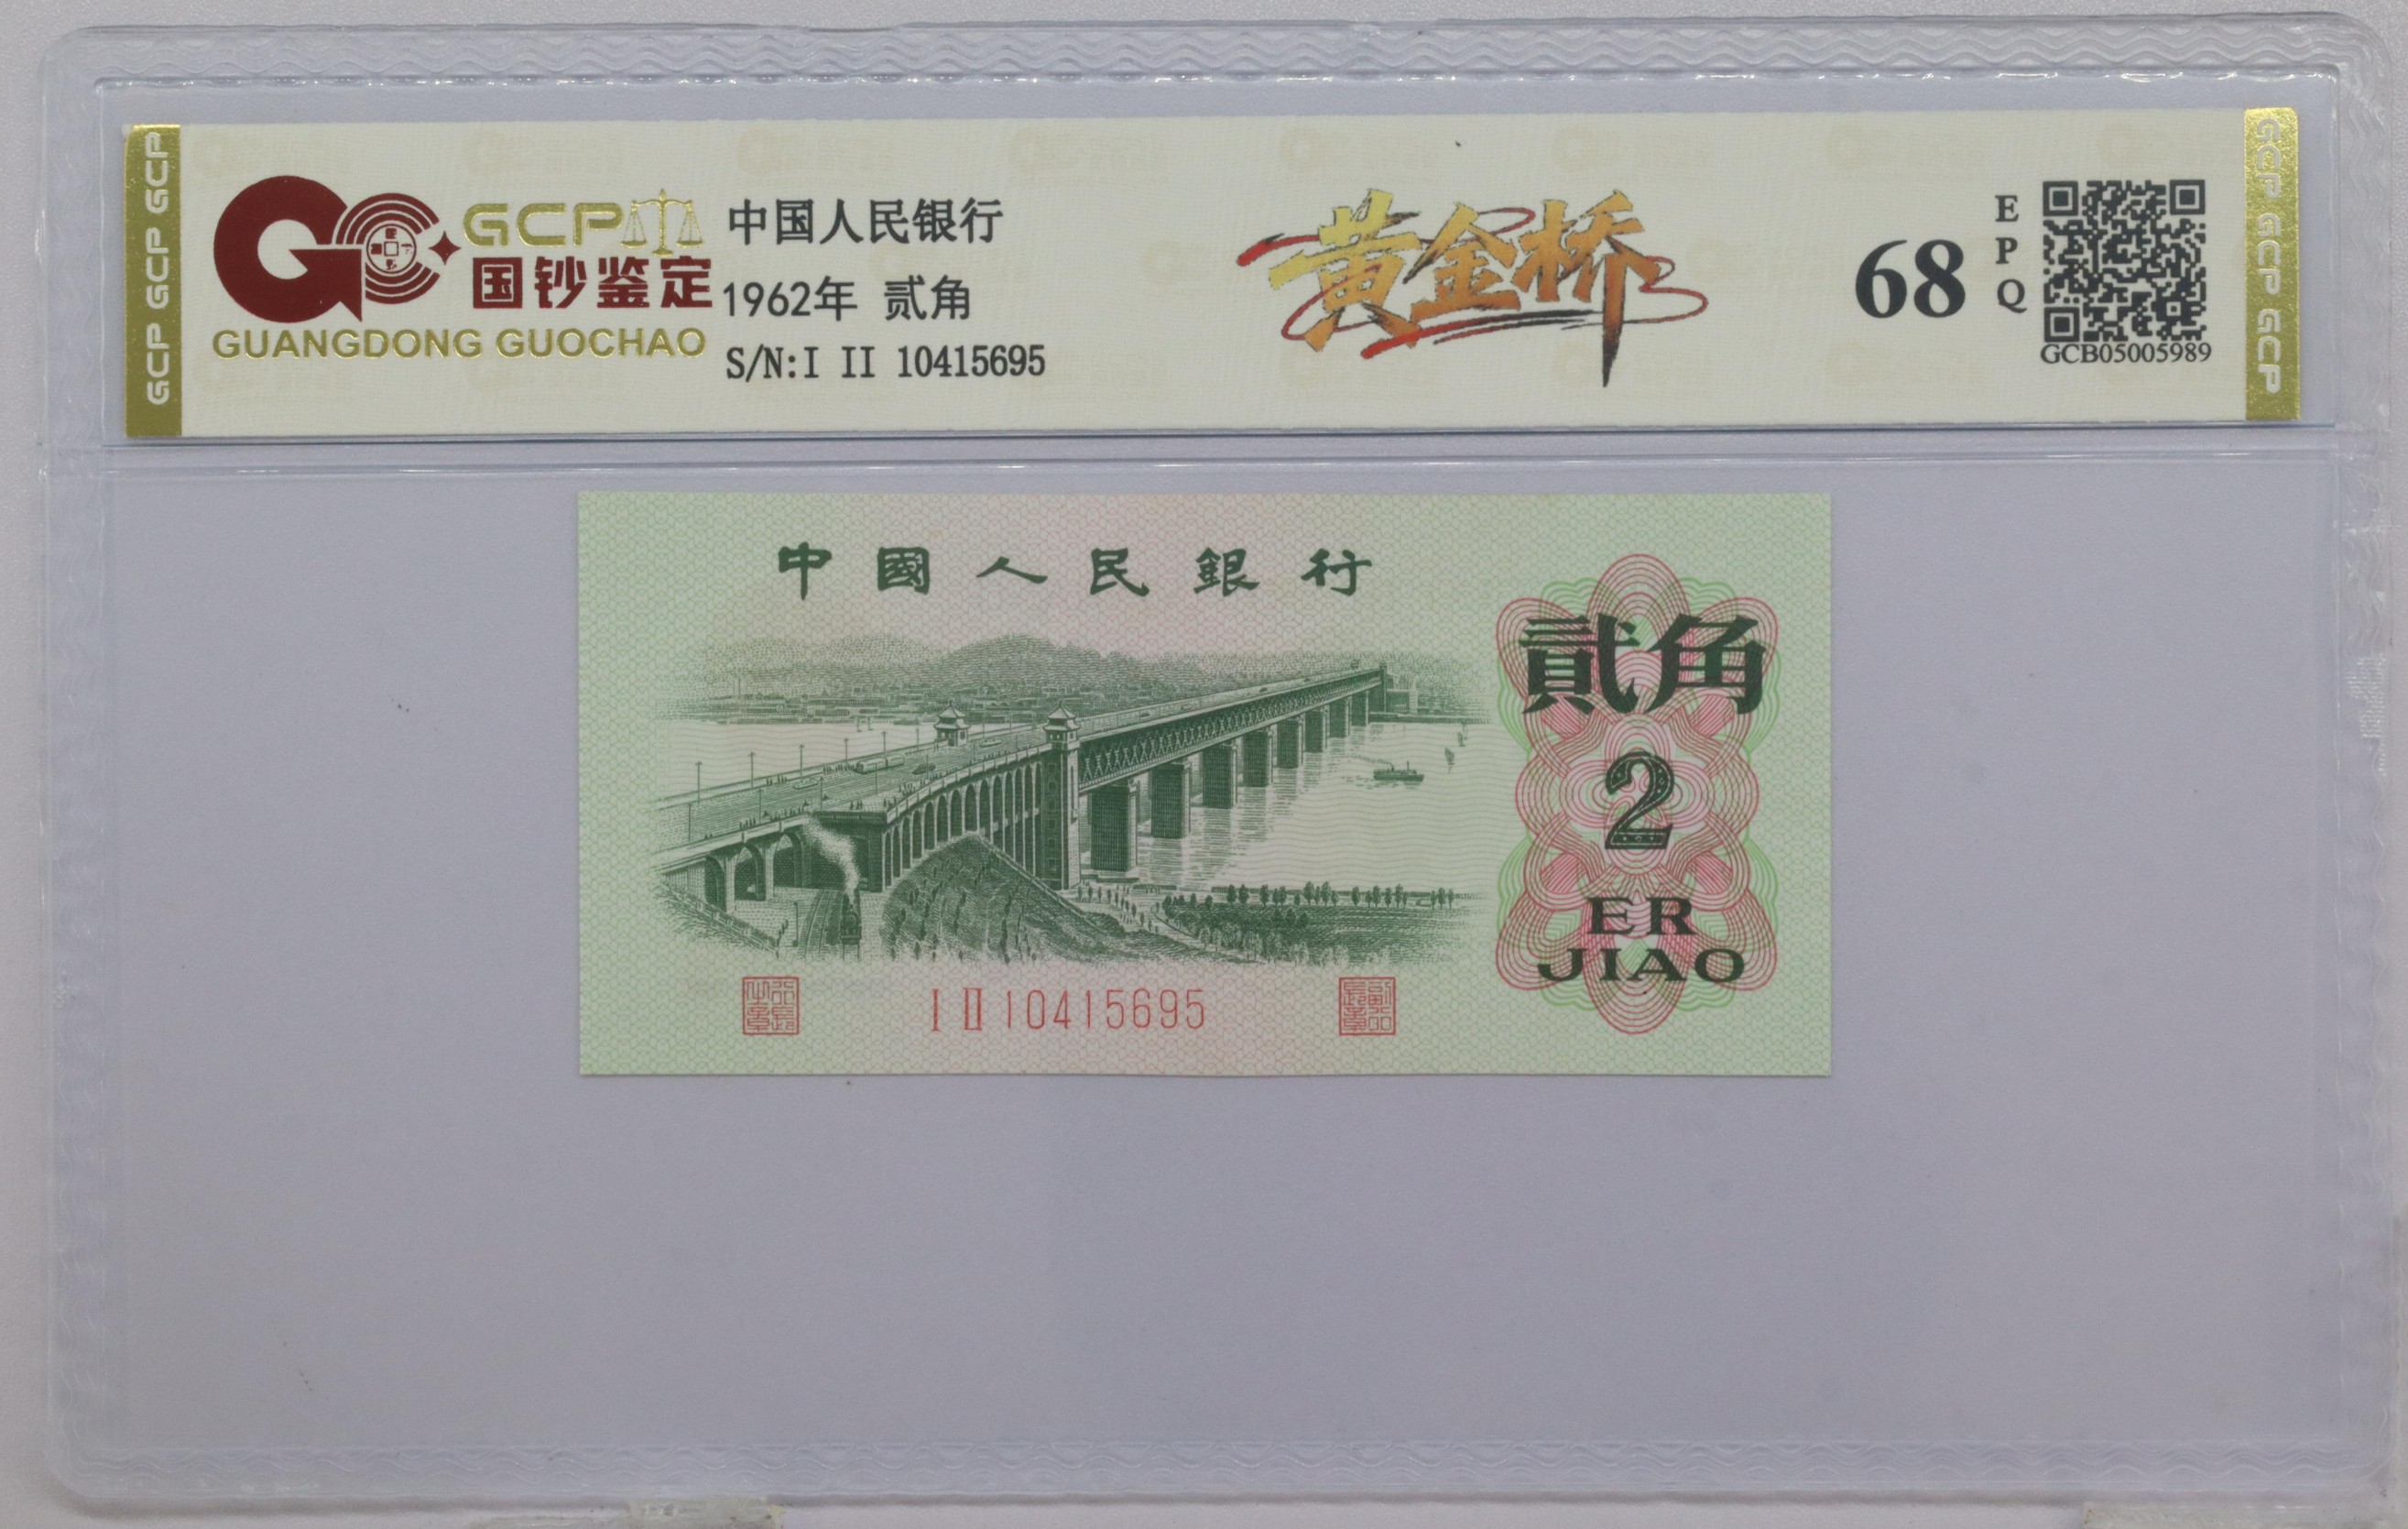 GCP GCP GCP
GCP
国钞鉴定
GUANGDONG GUOCHAO
中国人民银行
1962年 贰角
S/N:I II 10415695
黄金桥
68
EPQ
GCB05005989
GCP GCP GCP
中國人民銀行
貳角
2
ER
JIAO
I II 10415695